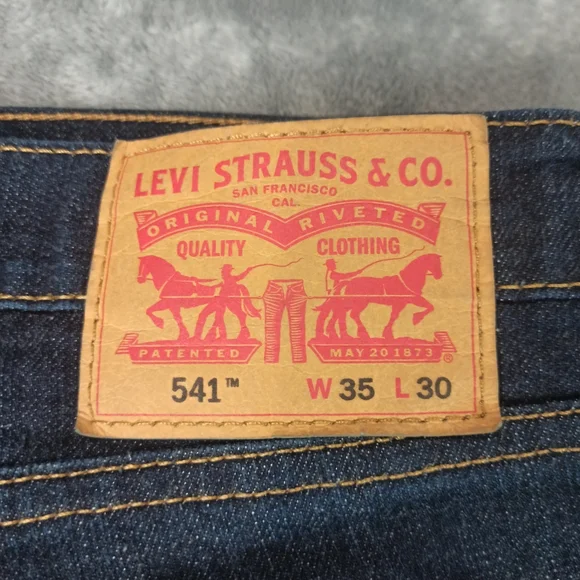 LEVI STRAUSS & CO.
SAN FRANCISCO
CAL.
ORIGINAL RIVETED
QUALITY CLOTHING
PATENTED MAY 20 1873 ®
541™ W 35 L 30